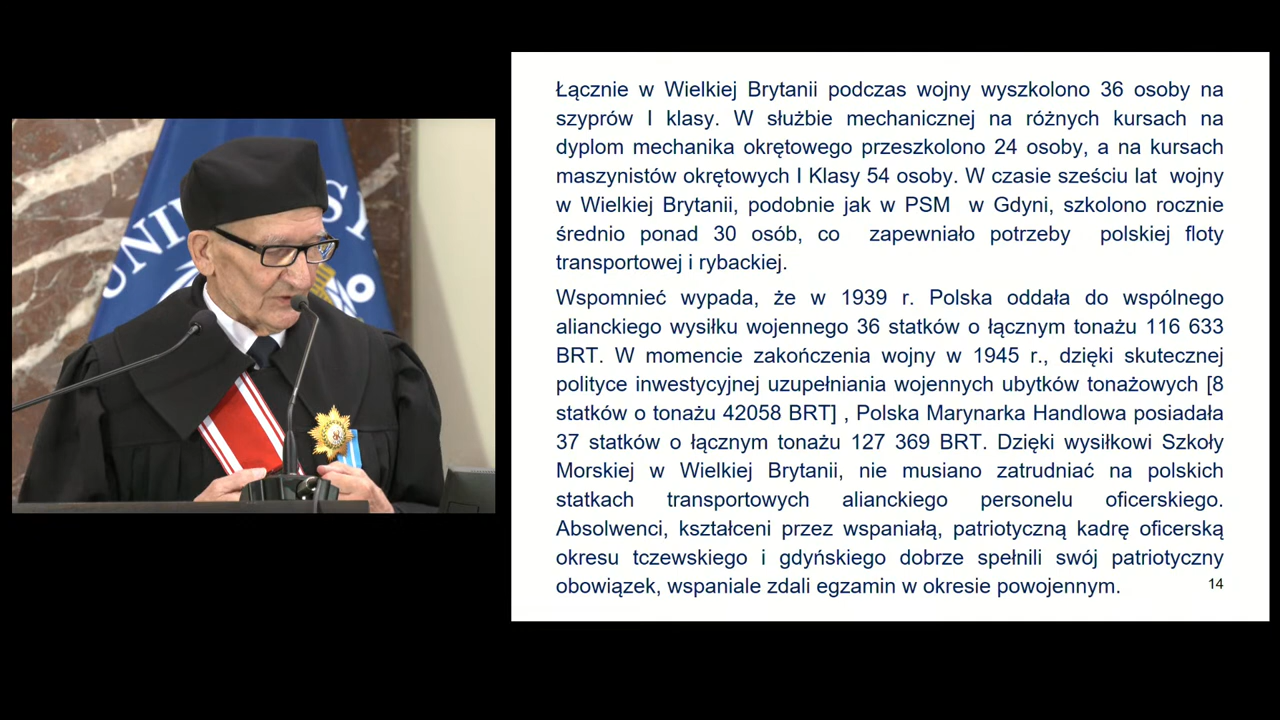 UNI
SY
Łącznie w Wielkiej Brytanii podczas wojny wyszkolono 36 osoby na
szyprów I klasy. W służbie mechanicznej na różnych kursach na
dyplom mechanika okrętowego przeszkolono 24 osoby, a na kursach
maszynistów okrętowych I Klasy 54 osoby. W czasie sześciu lat wojny
w Wielkiej Brytanii, podobnie jak w PSM w Gdyni, szkolono rocznie
średnio ponad 30 osób, co zapewniało potrzeby polskiej floty
transportowej i rybackiej.
Wspomnieć wypada, że w 1939 r. Polska oddała do wspólnego
alianckiego wysiłku wojennego 36 statków o łącznym tonażu 116 633
BRT. W momencie zakończenia wojny w 1945 r., dzięki skutecznej
polityce inwestycyjnej uzupełniania wojennych ubytków tonażowych [8
statków o tonażu 42058 BRT] , Polska Marynarka Handlowa posiadała
37 statków o łącznym tonażu 127 369 BRT. Dzięki wysiłkowi Szkoły
Morskiej w Wielkiej Brytanii, nie musiano zatrudniać na polskich
statkach transportowych alianckiego personelu oficerskiego.
Absolwenci, kształceni przez wspaniałą, patriotyczną kadrę oficerską
okresu tczewskiego i gdyńskiego dobrze spełnili swój patriotyczny
obowiązek, wspaniale zdali egzamin w okresie powojennym.
14